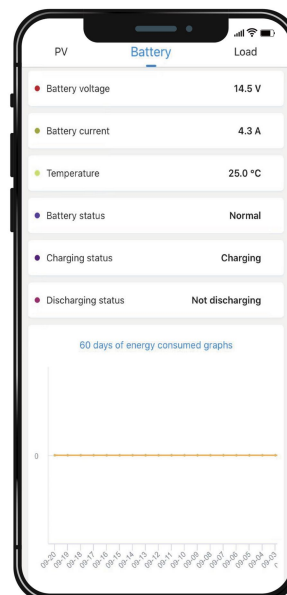 PV Battery Load
Battery voltage 14.5 V
Battery current 4.3 A
Temperature 25.0 °C
Battery status Normal
Charging status Charging
Discharging status Not discharging
60 days of energy consumed graphs
0
09-20 09-19 09-18 09-17 09-16 09-15 09-14 09-13 09-12 09-11 09-10 09-09 09-08 09-07 09-06 09-05 09-04 09-03